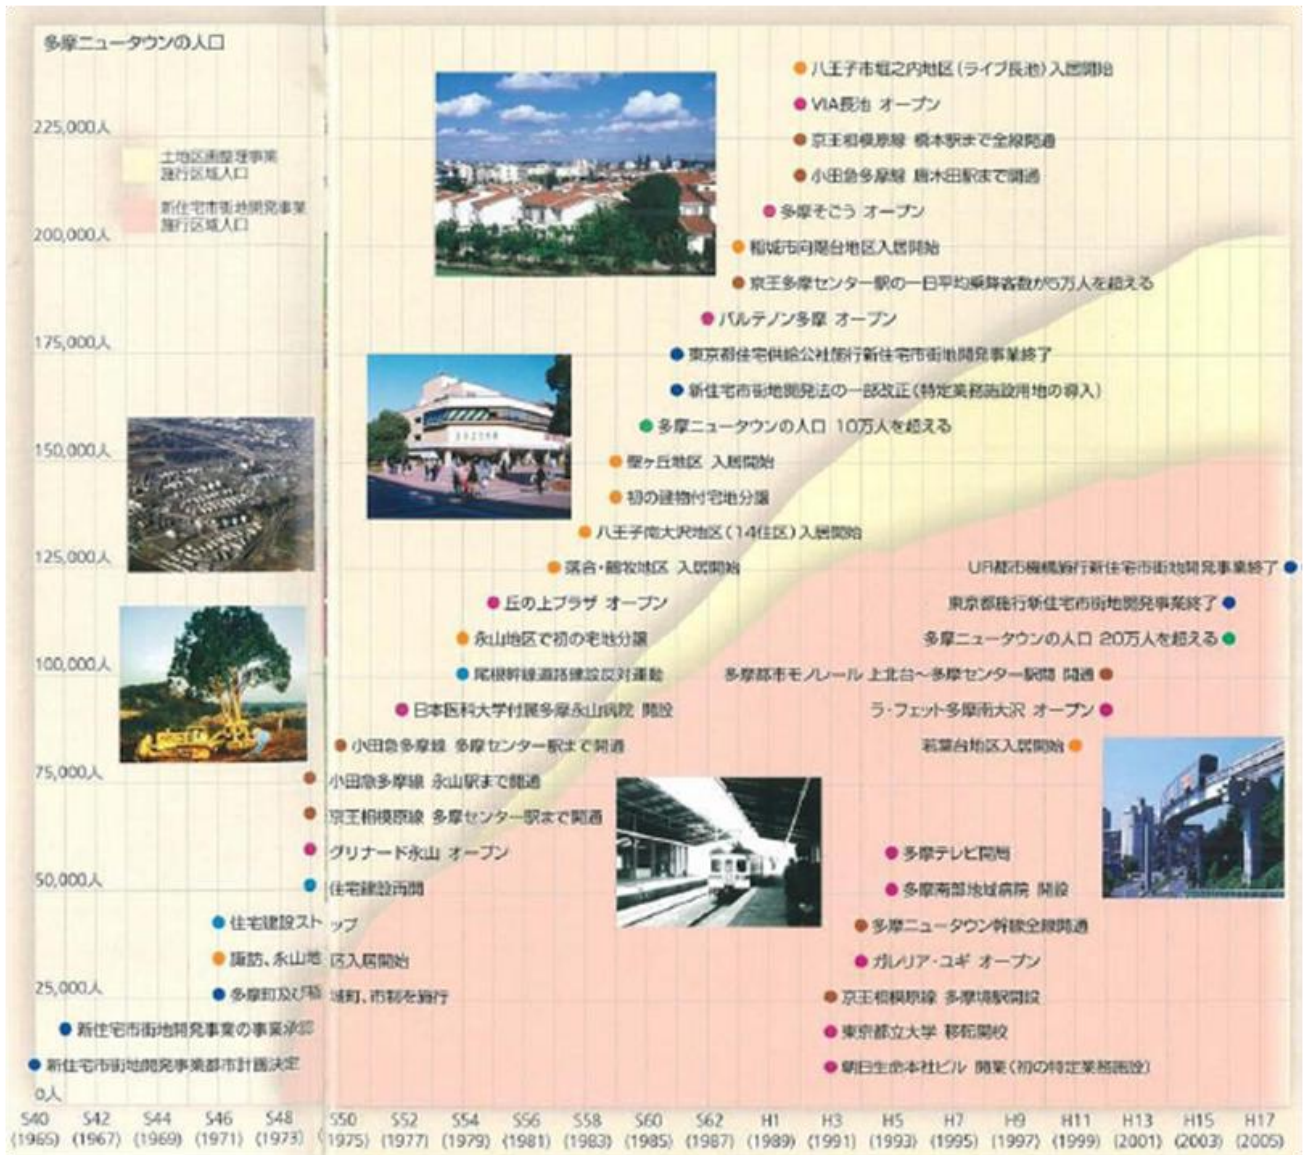 多摩ニュータウンの人口
225,000人
200,000人
175,000人
150,000人
125,000人
100,000人
75,000人
50,000人
25,000人
0人
土地区画整理事業
施行区域人口
新住宅市街地開発事業
施行区域人口
八王子市堀之内地区(ライブ長池)入居開始
VIA長池 オープン
京王相模原線 橋本駅まで全線開通
小田急多摩線 唐木田駅まで開通
多摩そごう オープン
稲城市向陽台地区入居開始
京王多摩センター駅の一日平均乗降客数が5万人を超える
パルテノン多摩 オープン
東京都住宅供給公社施行新住宅市街地開発事業終了
新住宅市街地開発法の一部改正(特定業務施設用地の導入)
多摩ニュータウンの人口 10万人を超える
聖ヶ丘地区 入居開始
初の建物付宅地分譲
八王子南大沢地区(14住区)入居開始
落合・鶴牧地区 入居開始
UR都市機構施行新住宅市街地開発事業終了
丘の上プラザ オープン
東京都施行新住宅市街地開発事業終了
永山地区で初の宅地分譲
多摩ニュータウンの人口 20万人を超える
尾根幹線道路建設反対運動
多摩都市モノレール 上北台～多摩センター駅間 開通
日本医科大学付属多摩永山病院 開設
ラ・フェット多摩南大沢 オープン
小田急多摩線 多摩センター駅まで開通
若葉台地区入居開始
小田急多摩線 永山駅まで開通
京王相模原線 多摩センター駅まで開通
グリナード永山 オープン
多摩テレビ開局
住宅建設再開
多摩南部地域病院 開設
住宅建設ストップ
多摩ニュータウン幹線全線開通
諏訪、永山地区入居開始
ガレリア・ユギ オープン
多摩町及び稲城町、市制を施行
京王相模原線 多摩境駅開設
新住宅市街地開発事業の事業承認
東京都立大学 移転開校
新住宅市街地開発事業都市計画決定
朝日生命本社ビル 開業(初の特定業務施設)
S40 S42 S44 S46 S48 S50 S52 S54 S56 S58 S60 S62 H1 H3 H5 H7 H9 H11 H13 H15 H17
(1965) (1967) (1969) (1971) (1973) (1975) (1977) (1979) (1981) (1983) (1985) (1987) (1989) (1991) (1993) (1995) (1997) (1999) (2001) (2003) (2005)